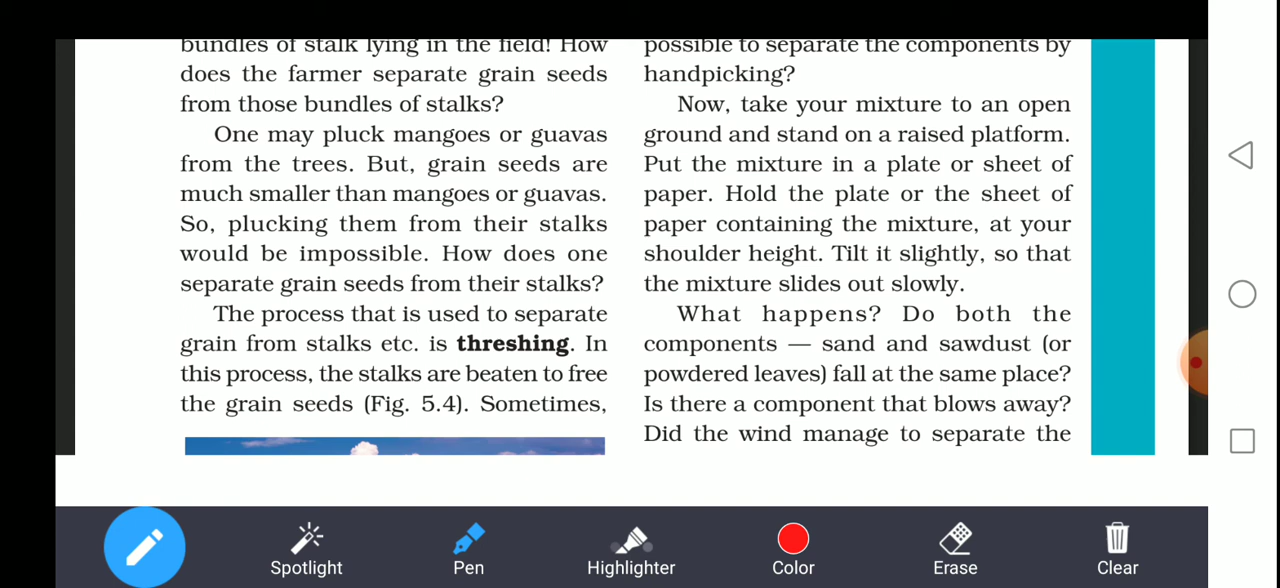 bundles of stalk lying in the field! How
does the farmer separate grain seeds
from those bundles of stalks?
One may pluck mangoes or guavas
from the trees. But, grain seeds are
much smaller than mangoes or guavas.
So, plucking them from their stalks
would be impossible. How does one
separate grain seeds from their stalks?
The process that is used to separate
grain from stalks etc. is threshing. In
this process, the stalks are beaten to free
the grain seeds (Fig. 5.4). Sometimes,
possible to separate the components by
handpicking?
Now, take your mixture to an open
ground and stand on a raised platform.
Put the mixture in a plate or sheet of
paper. Hold the plate or the sheet of
paper containing the mixture, at your
shoulder height. Tilt it slightly, so that
the mixture slides out slowly.
What happens? Do both the
components — sand and sawdust (or
powdered leaves) fall at the same place?
Is there a component that blows away?
Did the wind manage to separate the
Spotlight
Pen
Highlighter
Color
Erase
Clear